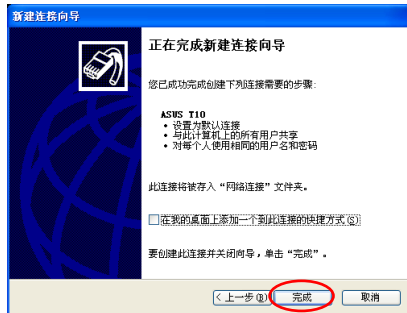 新建连接向导
正在完成新建连接向导
您已成功完成创建下列连接需要的步骤:
ASUS T10
• 设置为默认连接
• 与此计算机上的所有用户共享
• 对每个人使用相同的用户名和密码
此连接将被存入“网络连接”文件夹。
在我的桌面上添加一个到此连接的快捷方式(S)
要创建此连接并关闭向导，单击“完成”。
<上一步(B) 完成 取消